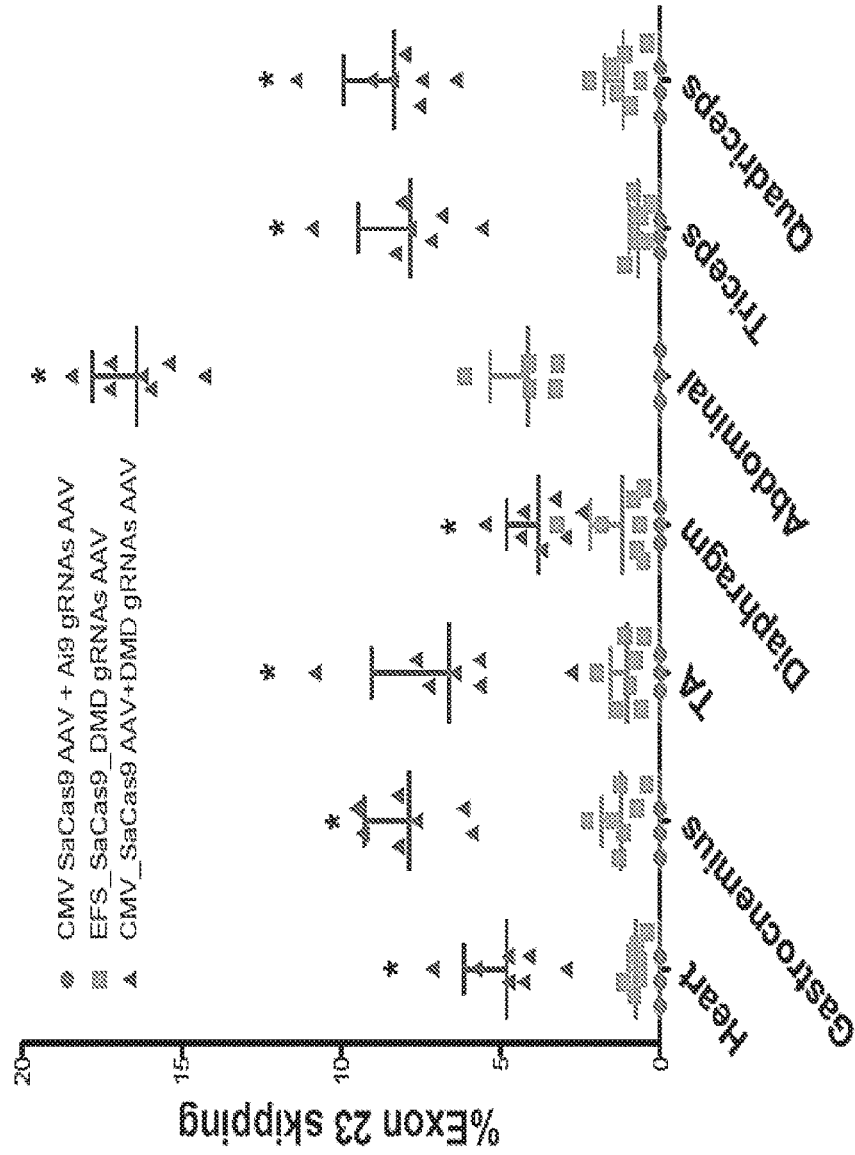 CMV SaCas9 AAV + Ai9 gRNAs AAV
EFS_SaCas9_DMD gRNAs AAV
CMV_SaCas9 AAV+DMD gRNAs AAV
%Exon 23 skipping
20
15
10
5
0
*
*
*
*
*
*
*
Heart
Gastrocnemius
TA
Diaphragm
Abdominal
Triceps
Quadriceps